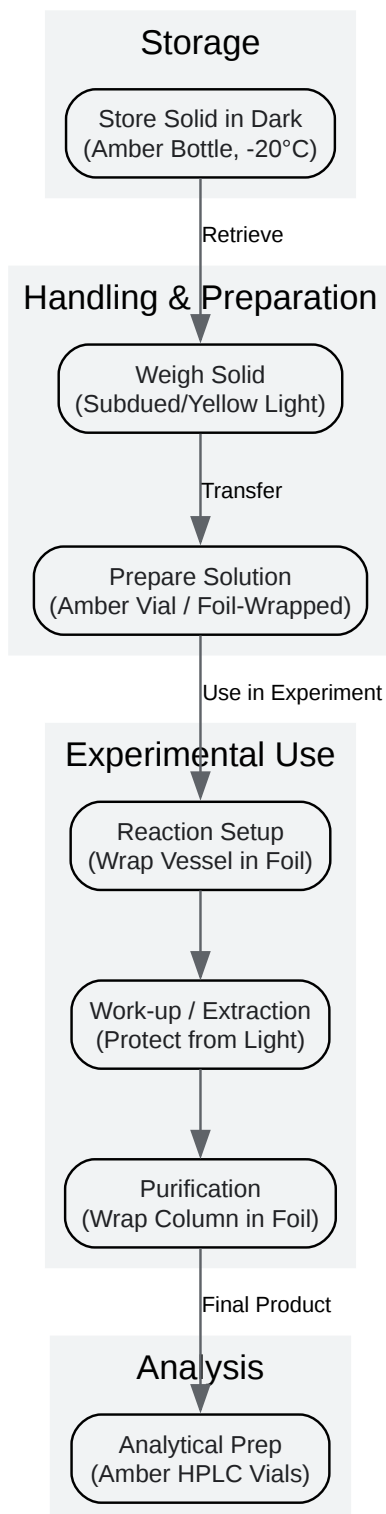 Storage
Store Solid in Dark
(Amber Bottle, -20°C)
Retrieve
Handling & Preparation
Weigh Solid
(Subdued/Yellow Light)
Transfer
Prepare Solution
(Amber Vial / Foil-Wrapped)
Use in Experiment
Experimental Use
Reaction Setup
(Wrap Vessel in Foil)
Work-up / Extraction
(Protect from Light)
Purification
(Wrap Column in Foil)
Final Product
Analysis
Analytical Prep
(Amber HPLC Vials)